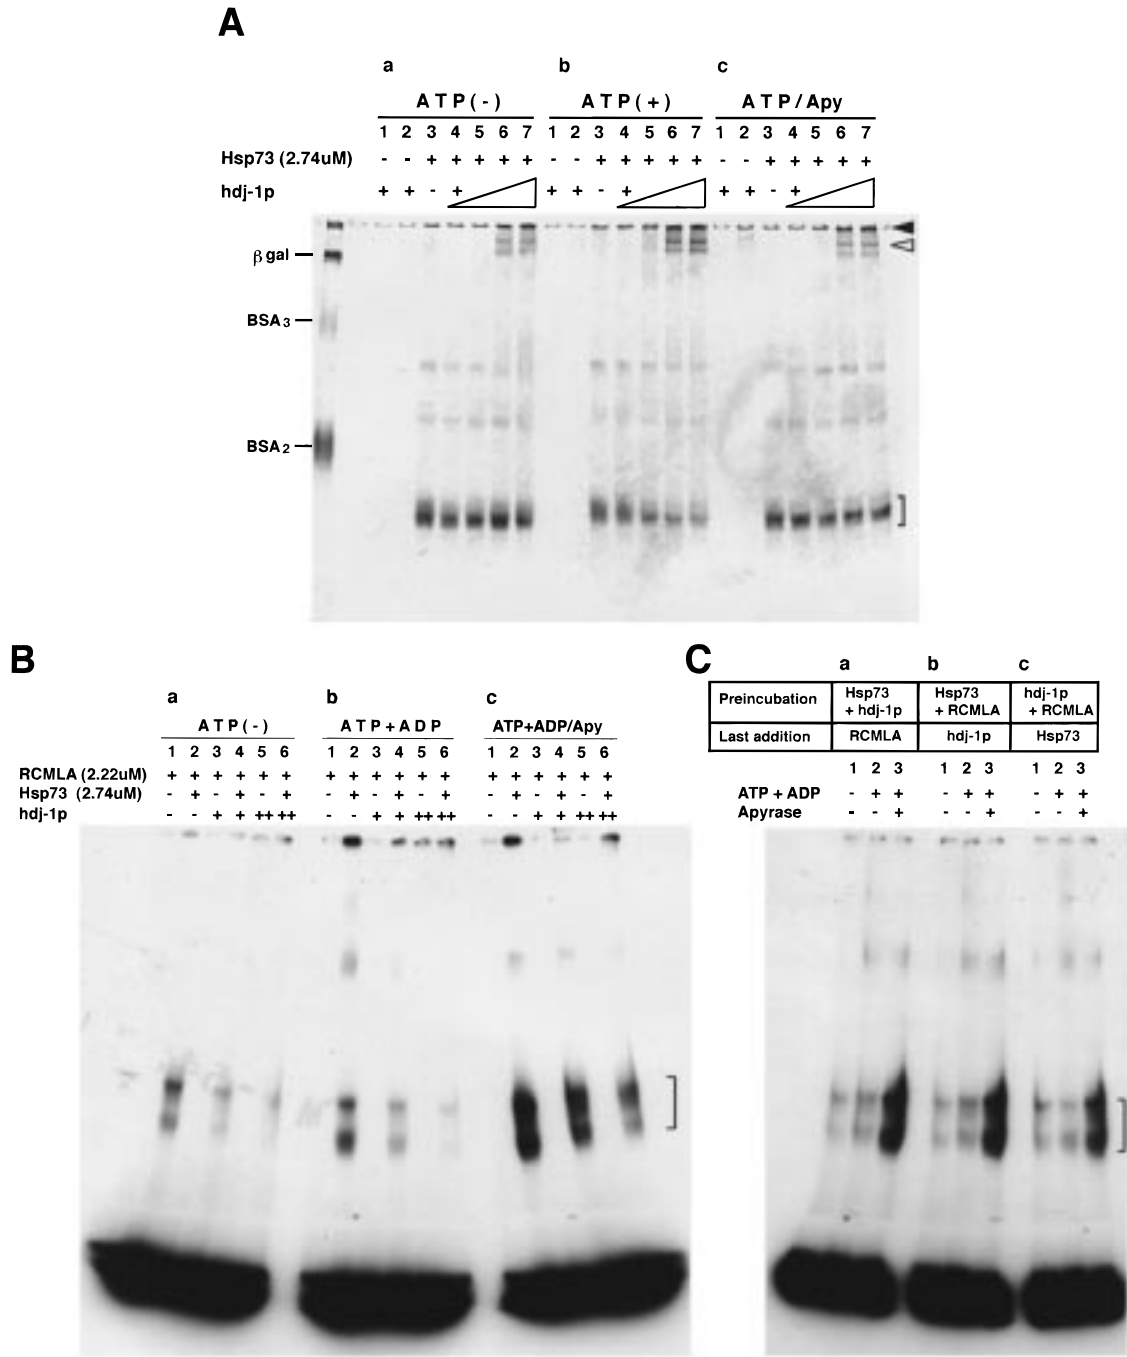 A
a b c
ATP(-) ATP(+) ATP/Apy
1 2 3 4 5 6 7 1 2 3 4 5 6 7 1 2 3 4 5 6 7
Hsp73 (2.74uM) - - + + + + + - - + + + + + - - + + + + +
hdj-1p + + - + + + - + + + - +
β gal
BSA3
BSA2
]
B
a b c
ATP(-) ATP+ADP ATP+ADP/Apy
1 2 3 4 5 6 1 2 3 4 5 6 1 2 3 4 5 6
RCMLA (2.22uM) + + + + + + + + + + + + + + + + + +
Hsp73 (2.74uM) - + - + - + - + - + - + - + - + - +
hdj-1p - - + + ++ ++ - - + + ++ ++ - - + + ++ ++
]
C
a b c
Preincubation Hsp73 + hdj-1p Hsp73 + RCMLA hdj-1p + RCMLA
Last addition RCMLA hdj-1p Hsp73
1 2 3 1 2 3 1 2 3
ATP + ADP - + + - + + - + +
Apyrase - - + - - + - - +
]